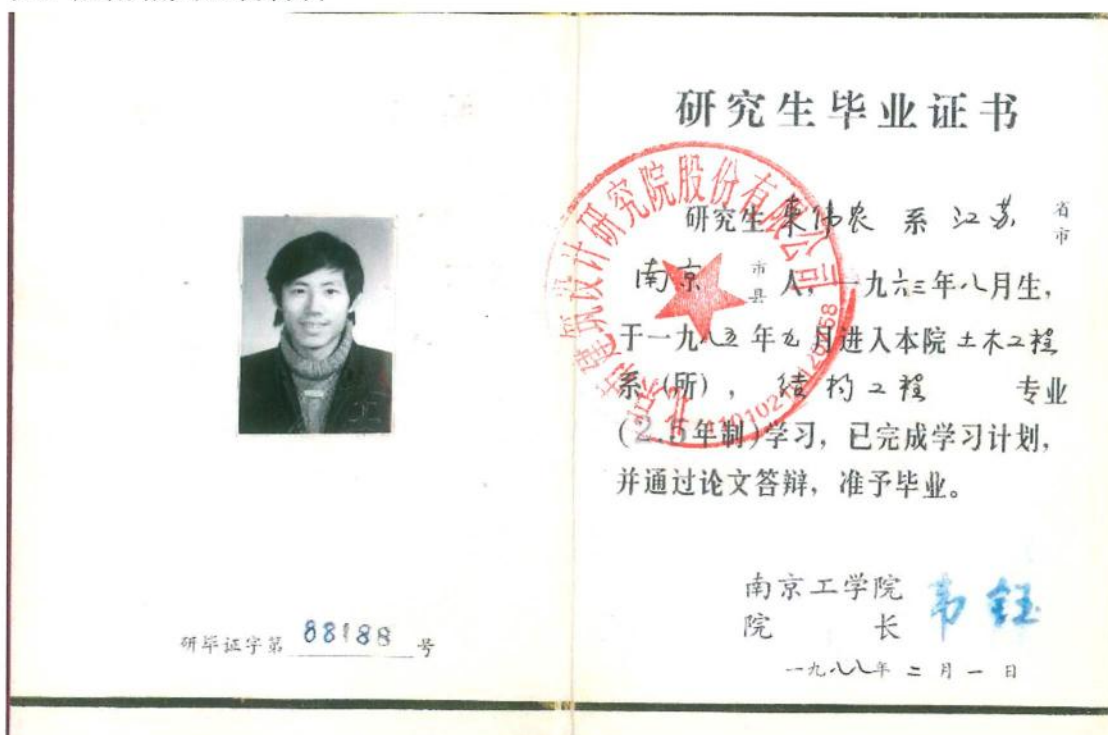 研毕证字第 88188 号
研究生毕业证书
研究生 束伟农 系 江苏 省市
南京 市县 人，一九六三年八月生，
于一九八五年九月进入本院 土木工程
系（所）， 结构工程 专业
（2.5年制）学习，已完成学习计划，
并通过论文答辩，准予毕业。
南京工学院
院 长 韦钰
一九八八年 二 月 一 日
建筑设计研究院股份有限公司